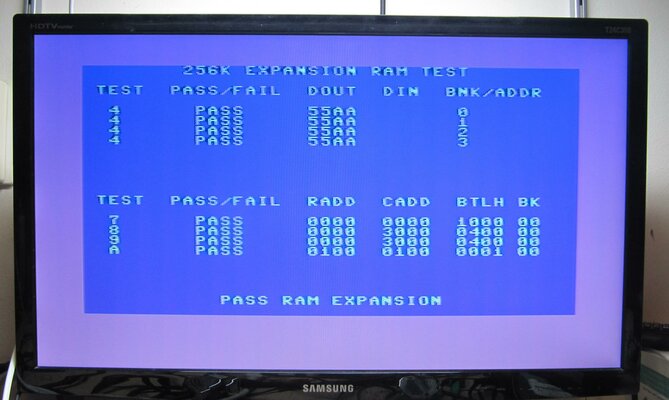 HDTV monitor
T24C300
256K EXPANSION RAM TEST
TEST PASS/FAIL DOUT DIN BNK/ADDR
4 PASS 55AA 0
4 PASS 55AA 1
4 PASS 55AA 2
4 PASS 55AA 3
TEST PASS/FAIL RADD CADD BTLH BK
7 PASS 0000 0000 1000 00
8 PASS 0000 3000 0400 00
9 PASS 0000 3000 0400 00
A PASS 0100 0100 0001 00
PASS RAM EXPANSION
SAMSUNG